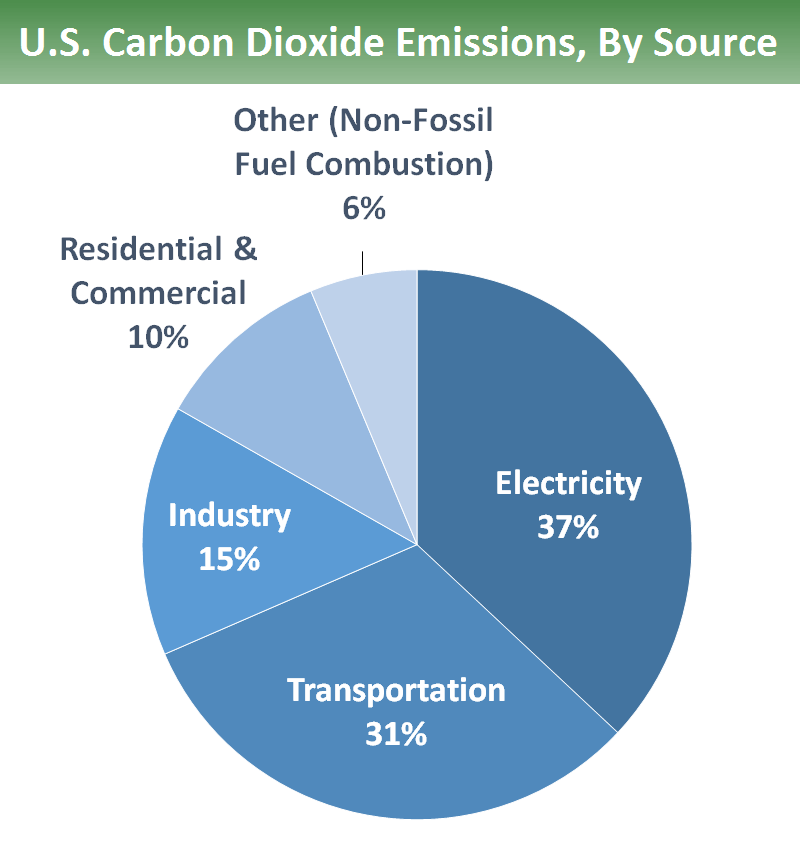 U.S. Carbon Dioxide Emissions, By Source
Other (Non-Fossil
Fuel Combustion)
6%
Residential &
Commercial
10%
Electricity
37%
Industry
15%
Transportation
31%